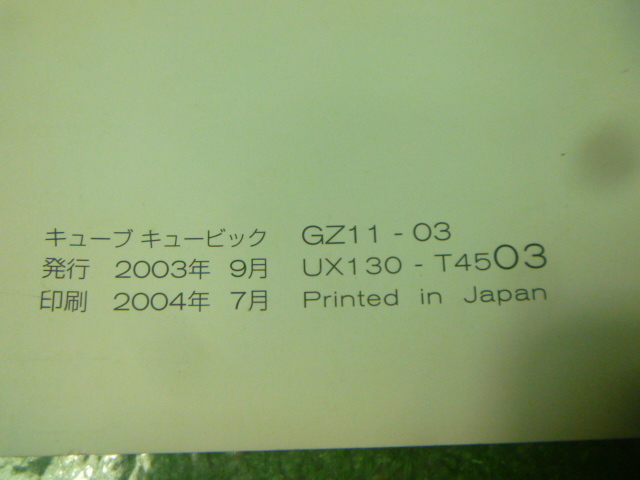 キューブ キュービック GZ11 - 03
発行 2003年 9月 UX130 - T4503
印刷 2004年 7月 Printed in Japan